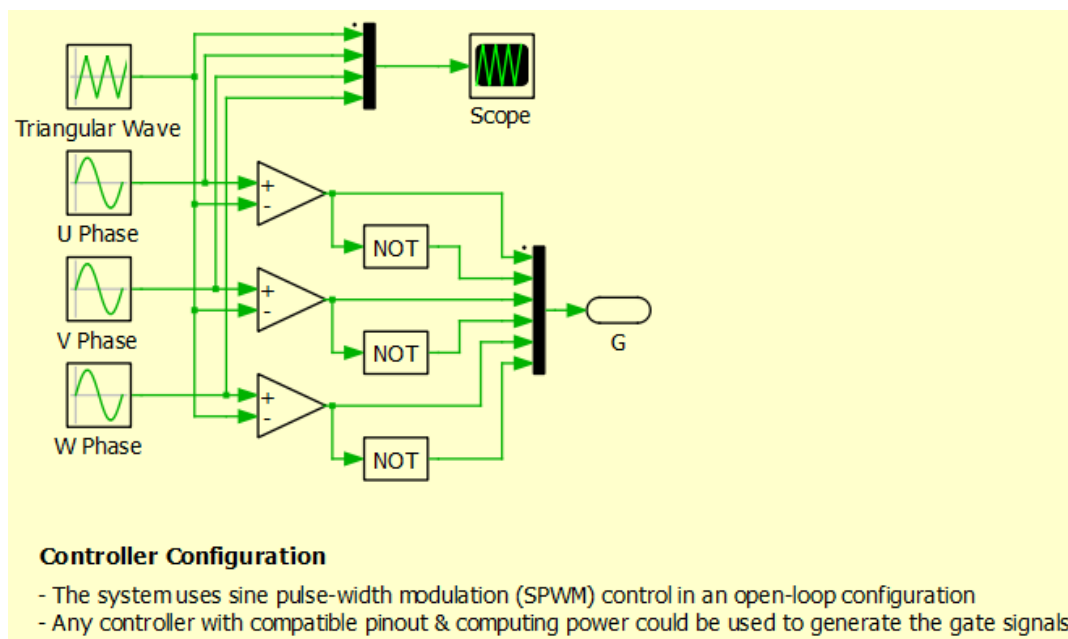 Triangular Wave
Scope
U Phase
+
-
NOT
V Phase
+
-
NOT
G
W Phase
+
-
NOT
Controller Configuration
- The system uses sine pulse-width modulation (SPWM) control in an open-loop configuration
- Any controller with compatible pinout & computing power could be used to generate the gate signals